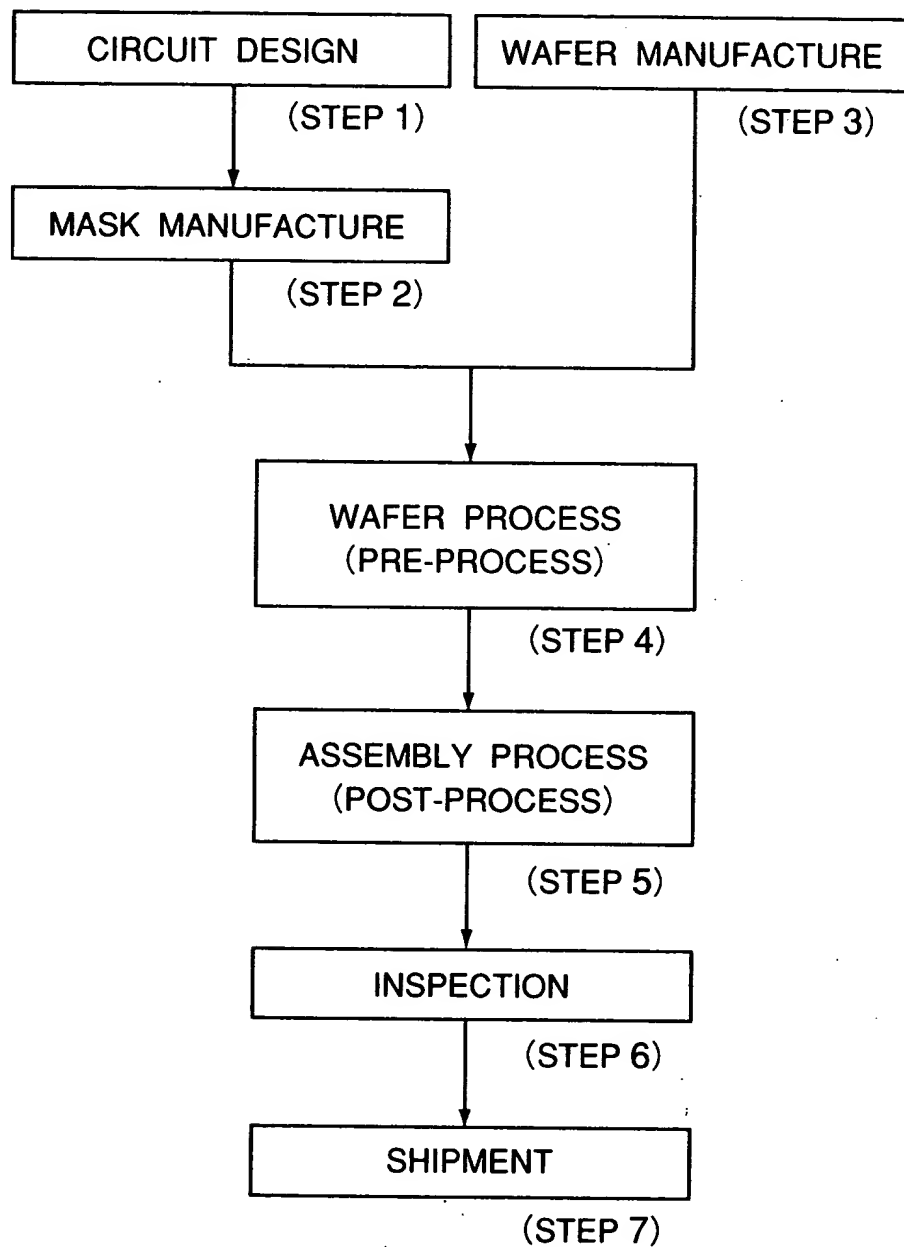 CIRCUIT DESIGN
(STEP 1)
WAFER MANUFACTURE
(STEP 3)
MASK MANUFACTURE
(STEP 2)
WAFER PROCESS
(PRE-PROCESS)
(STEP 4)
ASSEMBLY PROCESS
(POST-PROCESS)
(STEP 5)
INSPECTION
(STEP 6)
SHIPMENT
(STEP 7)